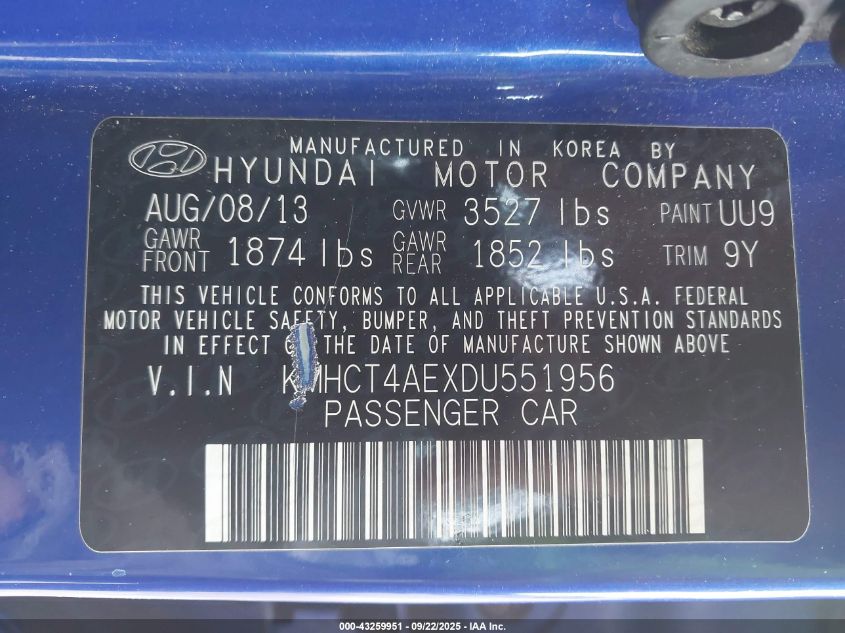 MANUFACTURED IN KOREA BY
HYUNDAI MOTOR COMPANY
AUG/08/13 GVWR 3527 lbs PAINT UU9
GAWR FRONT 1874 lbs GAWR REAR 1852 lbs TRIM 9Y
THIS VEHICLE CONFORMS TO ALL APPLICABLE U.S.A. FEDERAL
MOTOR VEHICLE SAFETY, BUMPER, AND THEFT PREVENTION STANDARDS
IN EFFECT THE DATE OF MANUFACTURE SHOWN ABOVE
V.I.N KMHCT4AEXDU551956
PASSENGER CAR
000-43259951 - 09/22/2025 - IAA Inc.